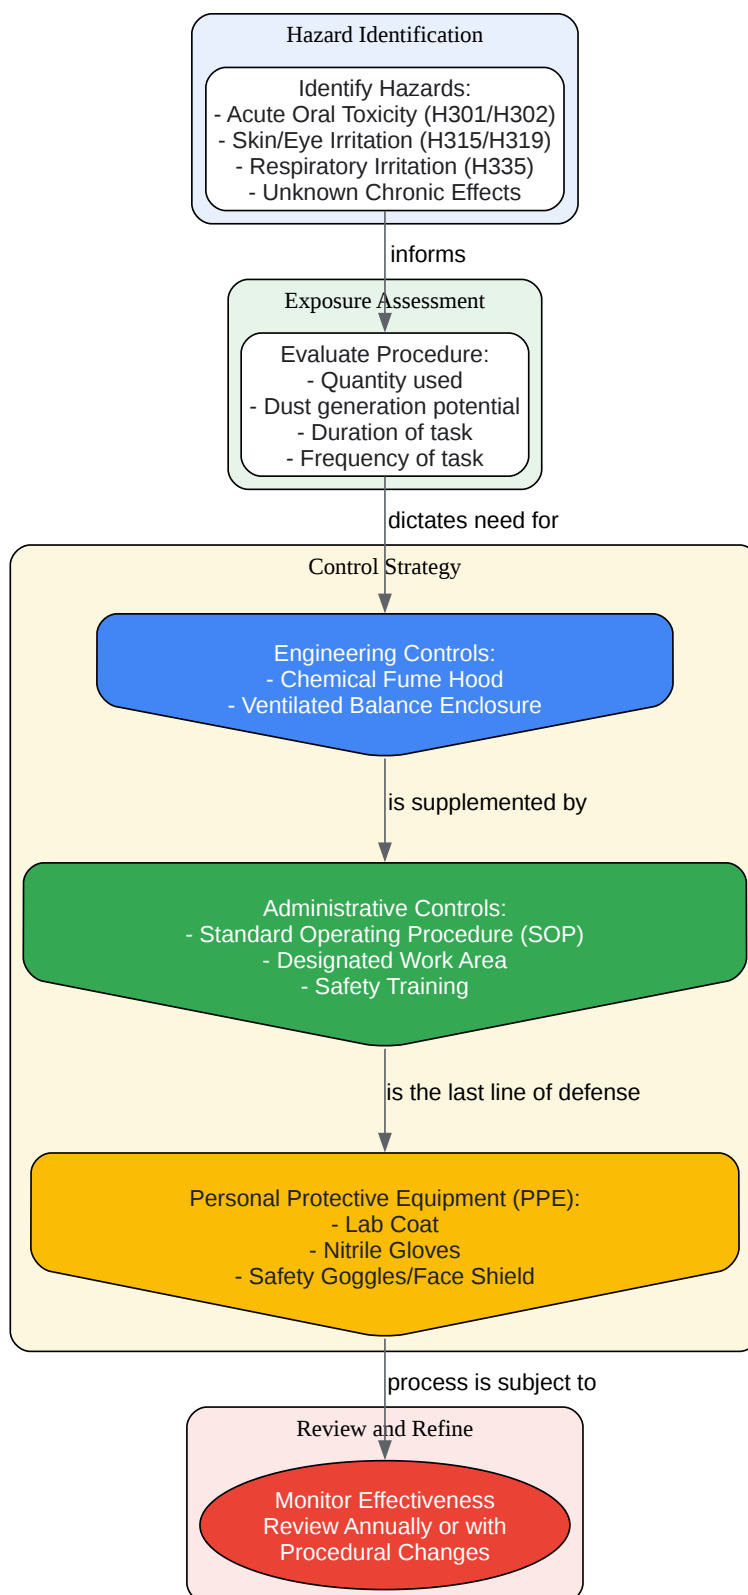 Hazard Identification
Identify Hazards:
- Acute Oral Toxicity (H301/H302)
- Skin/Eye Irritation (H315/H319)
- Respiratory Irritation (H335)
- Unknown Chronic Effects
informs
Exposure Assessment
Evaluate Procedure:
- Quantity used
- Dust generation potential
- Duration of task
- Frequency of task
dictates need for
Control Strategy
Engineering Controls:
- Chemical Fume Hood
- Ventilated Balance Enclosure
is supplemented by
Administrative Controls:
- Standard Operating Procedure (SOP)
- Designated Work Area
- Safety Training
is the last line of defense
Personal Protective Equipment (PPE):
- Lab Coat
- Nitrile Gloves
- Safety Goggles/Face Shield
process is subject to
Review and Refine
Monitor Effectiveness
Review Annually or with
Procedural Changes